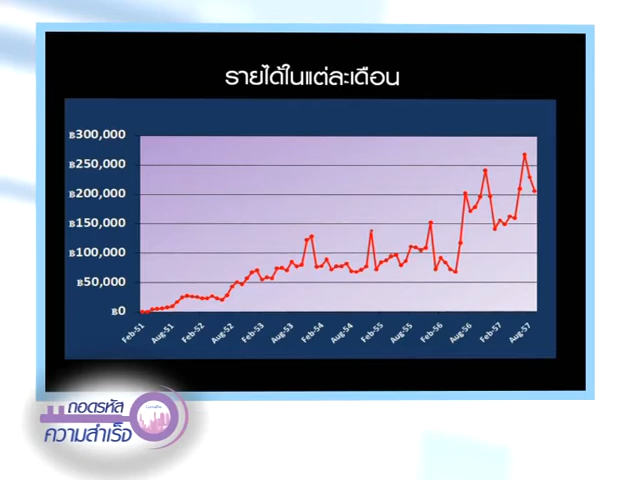 รายได้ในแต่ละเดือน
฿300,000
฿250,000
฿200,000
฿150,000
฿100,000
฿50,000
฿0
Feb-51
Aug-51
Feb-52
Aug-52
Feb-53
Aug-53
Feb-54
Aug-54
Feb-55
Aug-55
Feb-56
Aug-56
Feb-57
Aug-57
ถอดรหัส
ความสำเร็จ